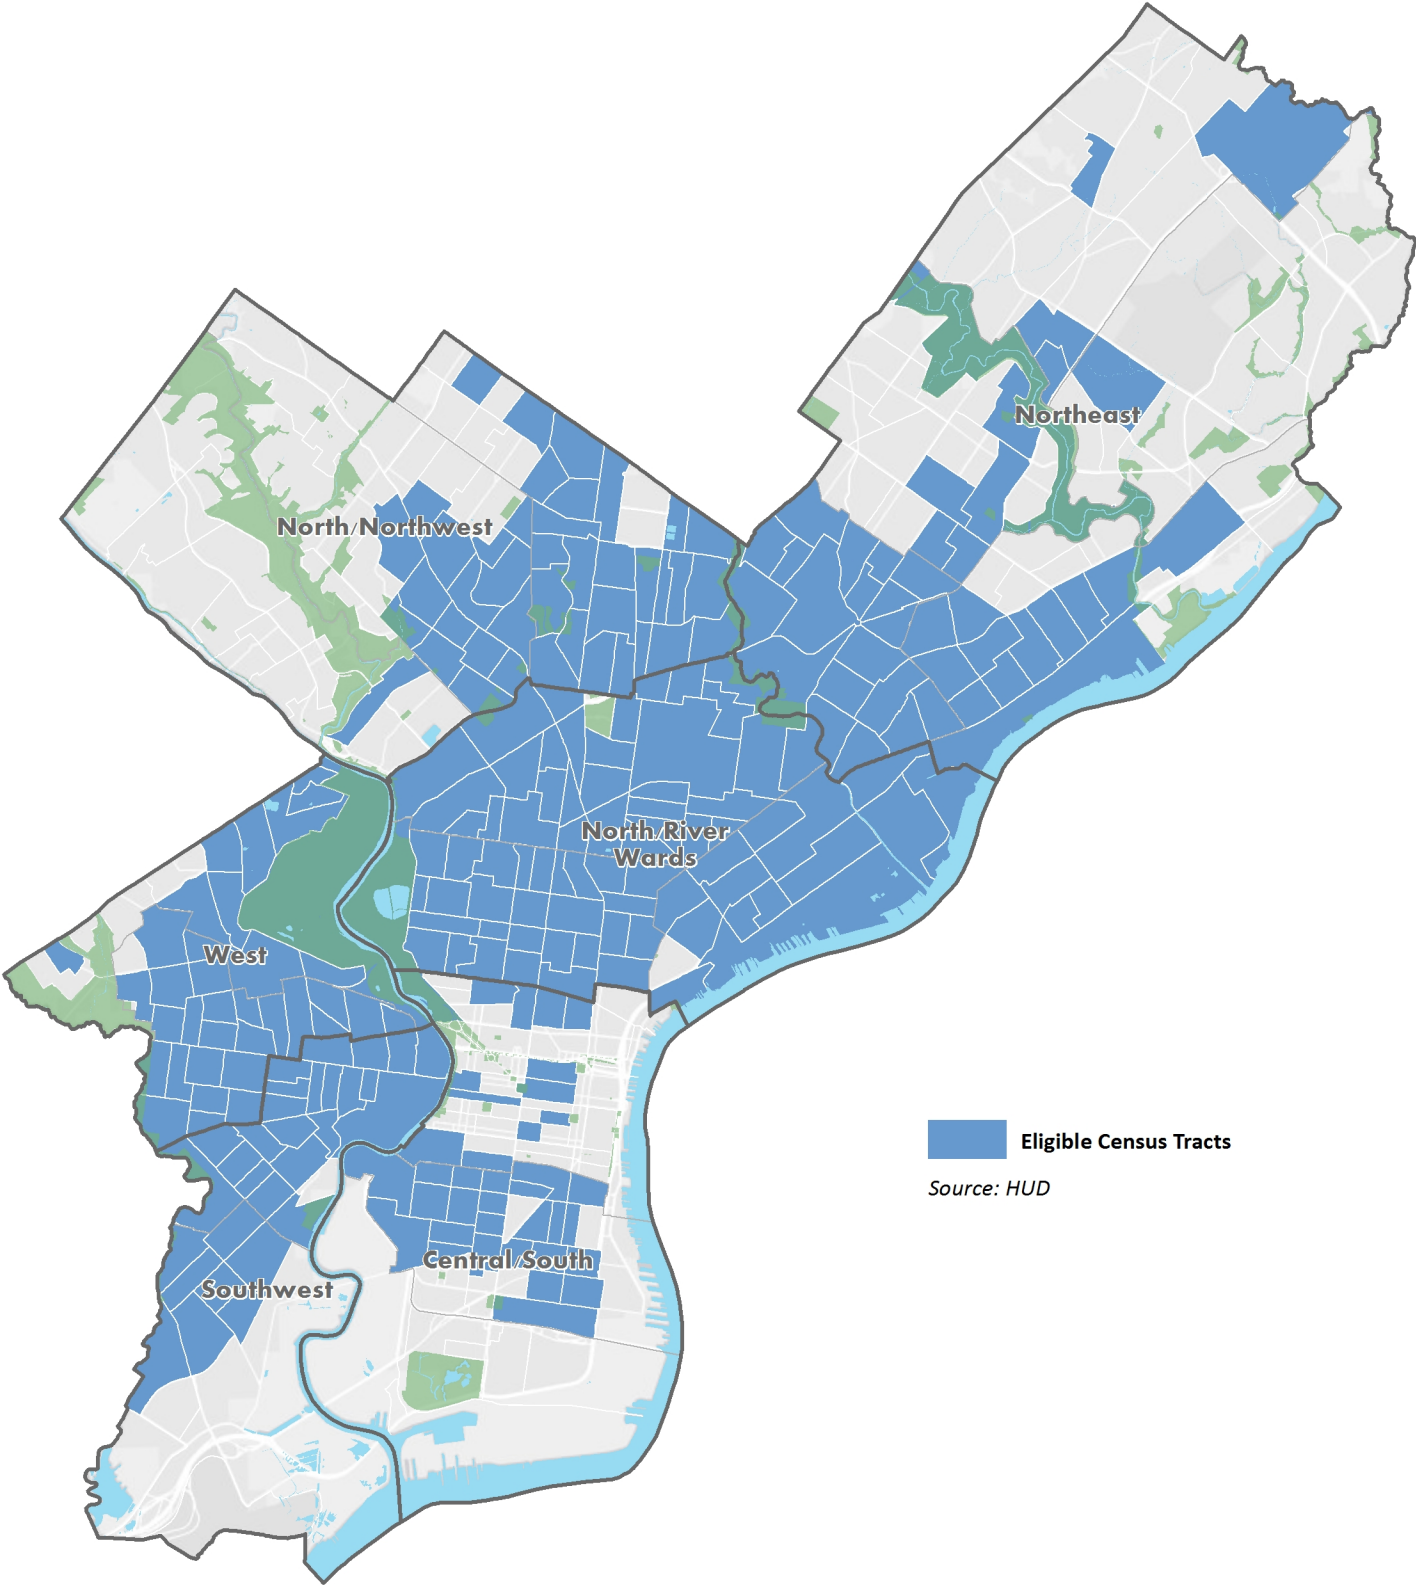 Northeast
North/Northwest
North/River
Wards
West
Eligible Census Tracts
Source: HUD
Central/South
Southwest